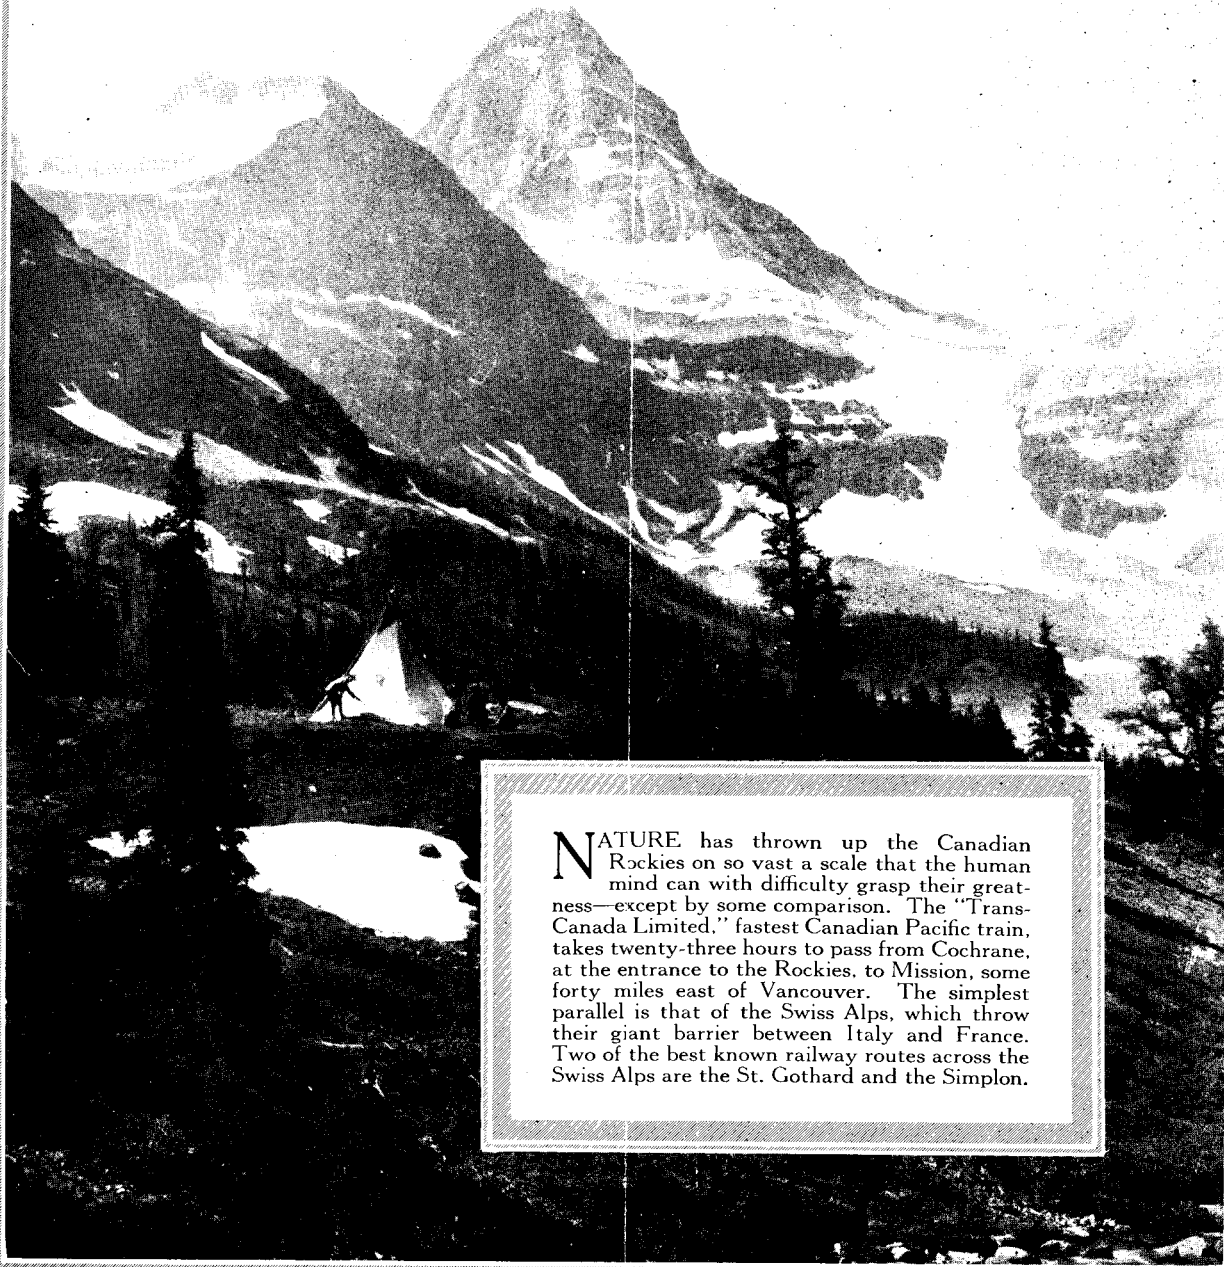 NATURE has thrown up the Canadian
Rockies on so vast a scale that the human
mind can with difficulty grasp their great-
ness—except by some comparison. The "Trans-
Canada Limited," fastest Canadian Pacific train,
takes twenty-three hours to pass from Cochrane,
at the entrance to the Rockies, to Mission, some
forty miles east of Vancouver. The simplest
parallel is that of the Swiss Alps, which throw
their giant barrier between Italy and France.
Two of the best known railway routes across the
Swiss Alps are the St. Gothard and the Simplon.